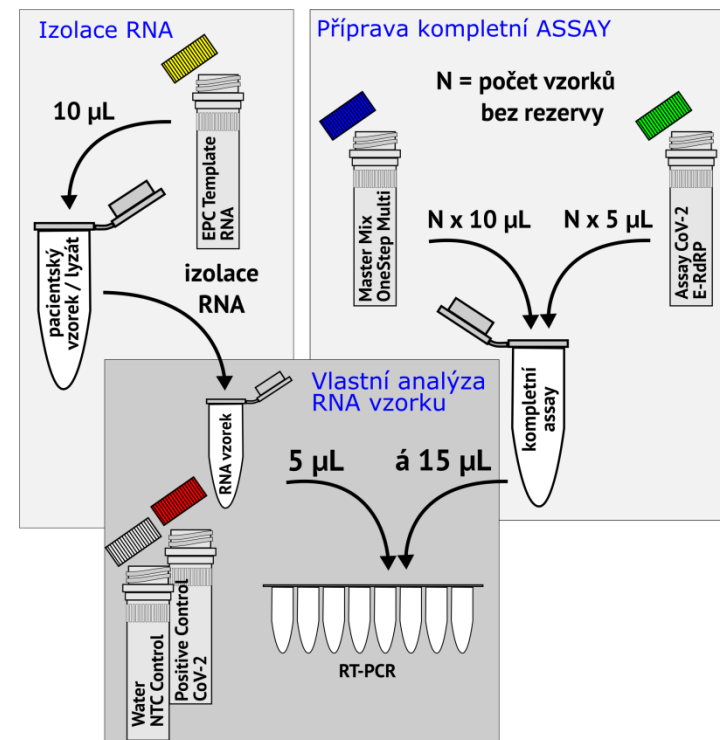 Izolace RNA
10 µL
EPC Template
RNA
pacientský
vzorek / lyzát
izolace
RNA
Příprava kompletní ASSAY
N = počet vzorků
bez rezervy
Master Mix
OneStep Multi
N x 10 µL
N x 5 µL
Assay CoV-2
E-RdRP
kompletní
assay
Vlastní analýza
RNA vzorku
RNA vzorek
5 µL
á 15 µL
Water
NTC Control
Positive Control
CoV-2
RT-PCR